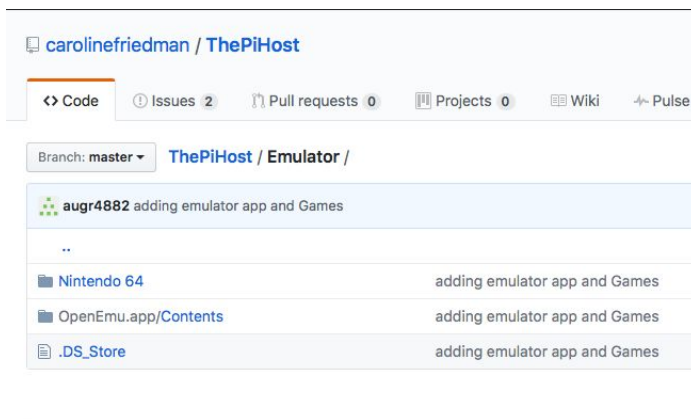 carolinefriedman / ThePiHost
<> Code Issues 2 Pull requests 0 Projects 0 Wiki Pulse
Branch: master ThePiHost / Emulator /
augr4882 adding emulator app and Games
..
Nintendo 64 adding emulator app and Games
OpenEmu.app/Contents adding emulator app and Games
.DS_Store adding emulator app and Games